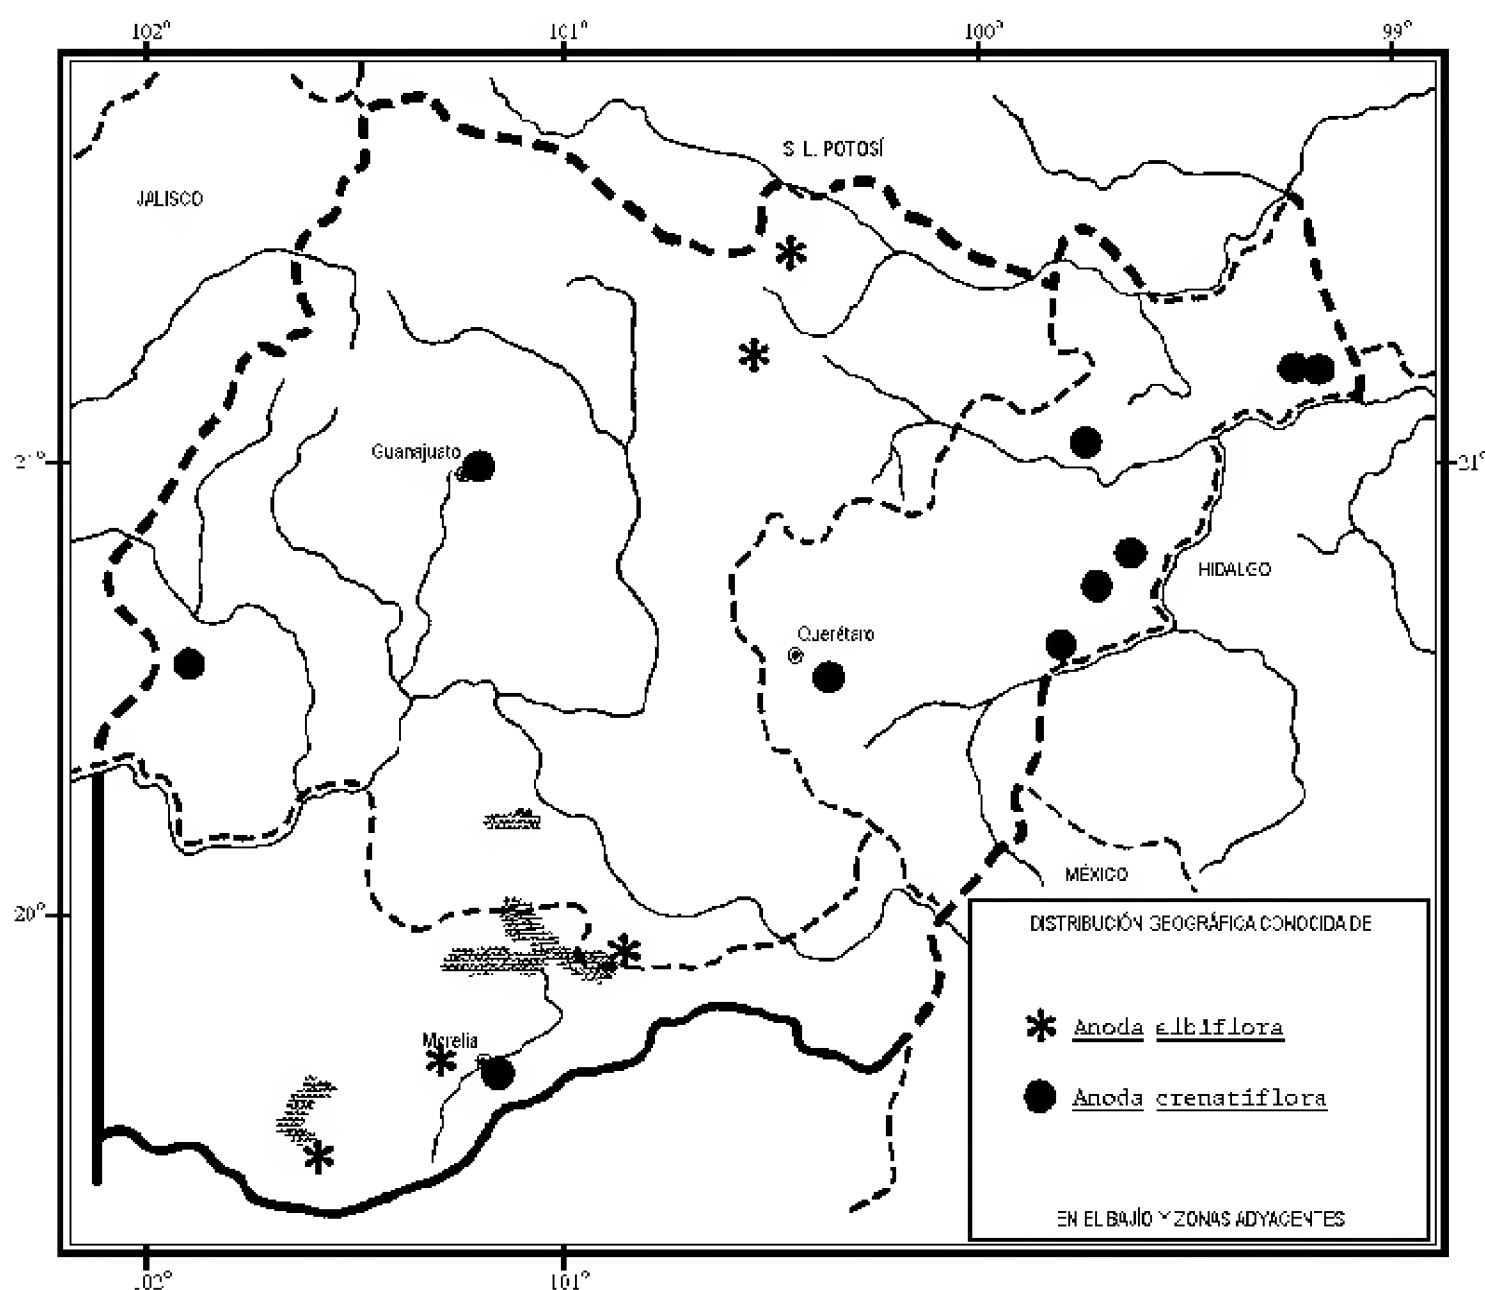 102° 101° 100° 99°
S. L. POTOSÍ
JALISCO
Guanajuato
21° 21°
HIDALGO
Querétaro
MÉXICO
20°
DISTRIBUCIÓN GEOGRÁFICA CONOCIDA DE
Anoda albiflora
Morelia
Anoda crenatiflora
EN EL BAJÍO Y ZONAS ADYACENTES
102° 101°